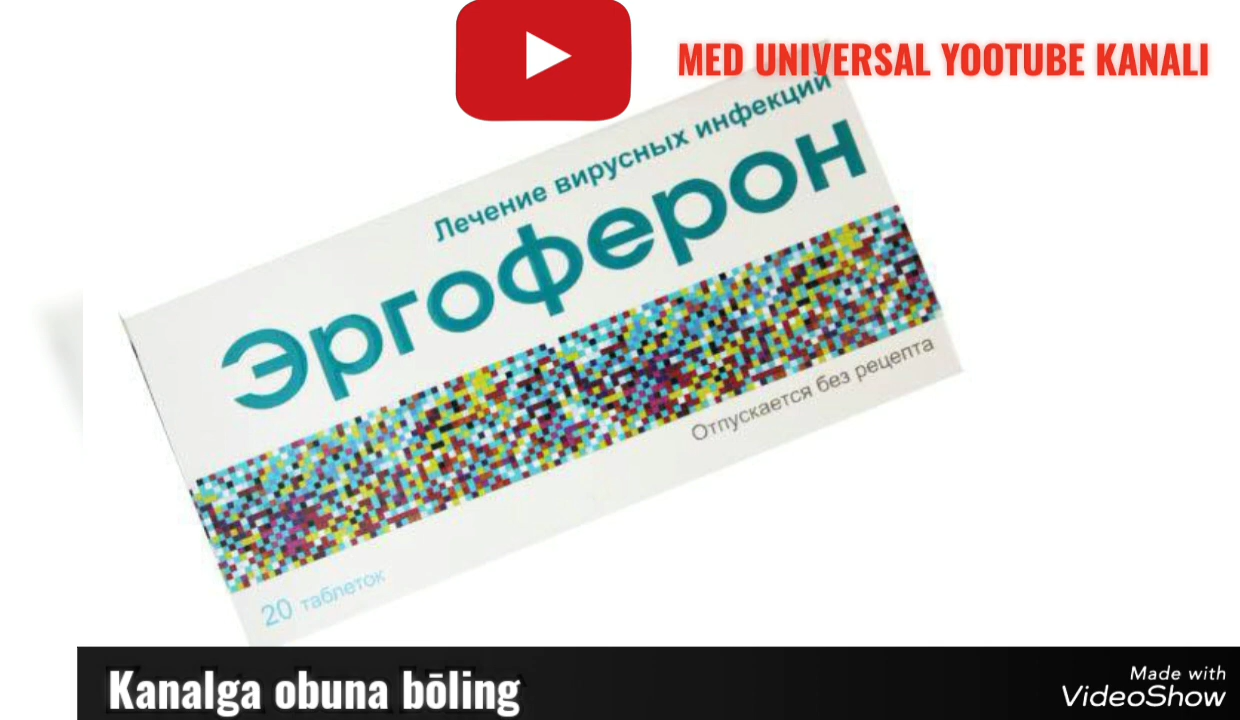 MED UNIVERSAL YOOTUBE KANALI
Лечение вирусных инфекций
Эргоферон
Отпускается без рецепта
20 таблеток
Kanalga obuna bōling
Made with
VideoShow